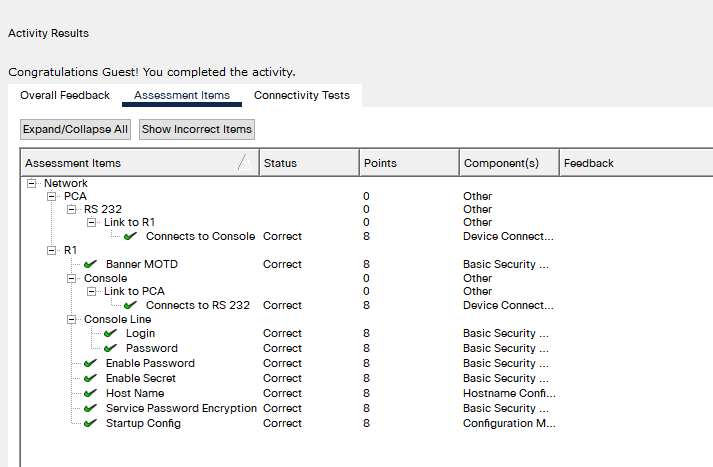 Activity Results
Congratulations Guest! You completed the activity.
Overall Feedback Assessment Items Connectivity Tests
Expand/Collapse All Show Incorrect Items
Assessment Items Status Points Component(s) Feedback
Network
PCA 0 Other
RS 232 0 Other
Link to R1 0 Other
Connects to Console Correct 8 Device Connect...
R1
Banner MOTD Correct 8 Basic Security ...
Console 0 Other
Link to PCA 0 Other
Connects to RS 232 Correct 8 Device Connect...
Console Line
Login Correct 8 Basic Security ...
Password Correct 8 Basic Security ...
Enable Password Correct 8 Basic Security ...
Enable Secret Correct 8 Basic Security ...
Host Name Correct 8 Hostname Confi...
Service Password Encryption Correct 8 Basic Security ...
Startup Config Correct 8 Configuration M...